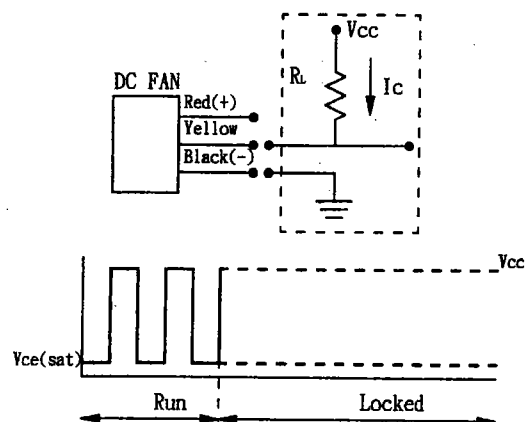 Vcc
RL
Ic
DC FAN
Red(+)
Yellow
Black(-)
Vcc
Vce(sat)
Run
Locked